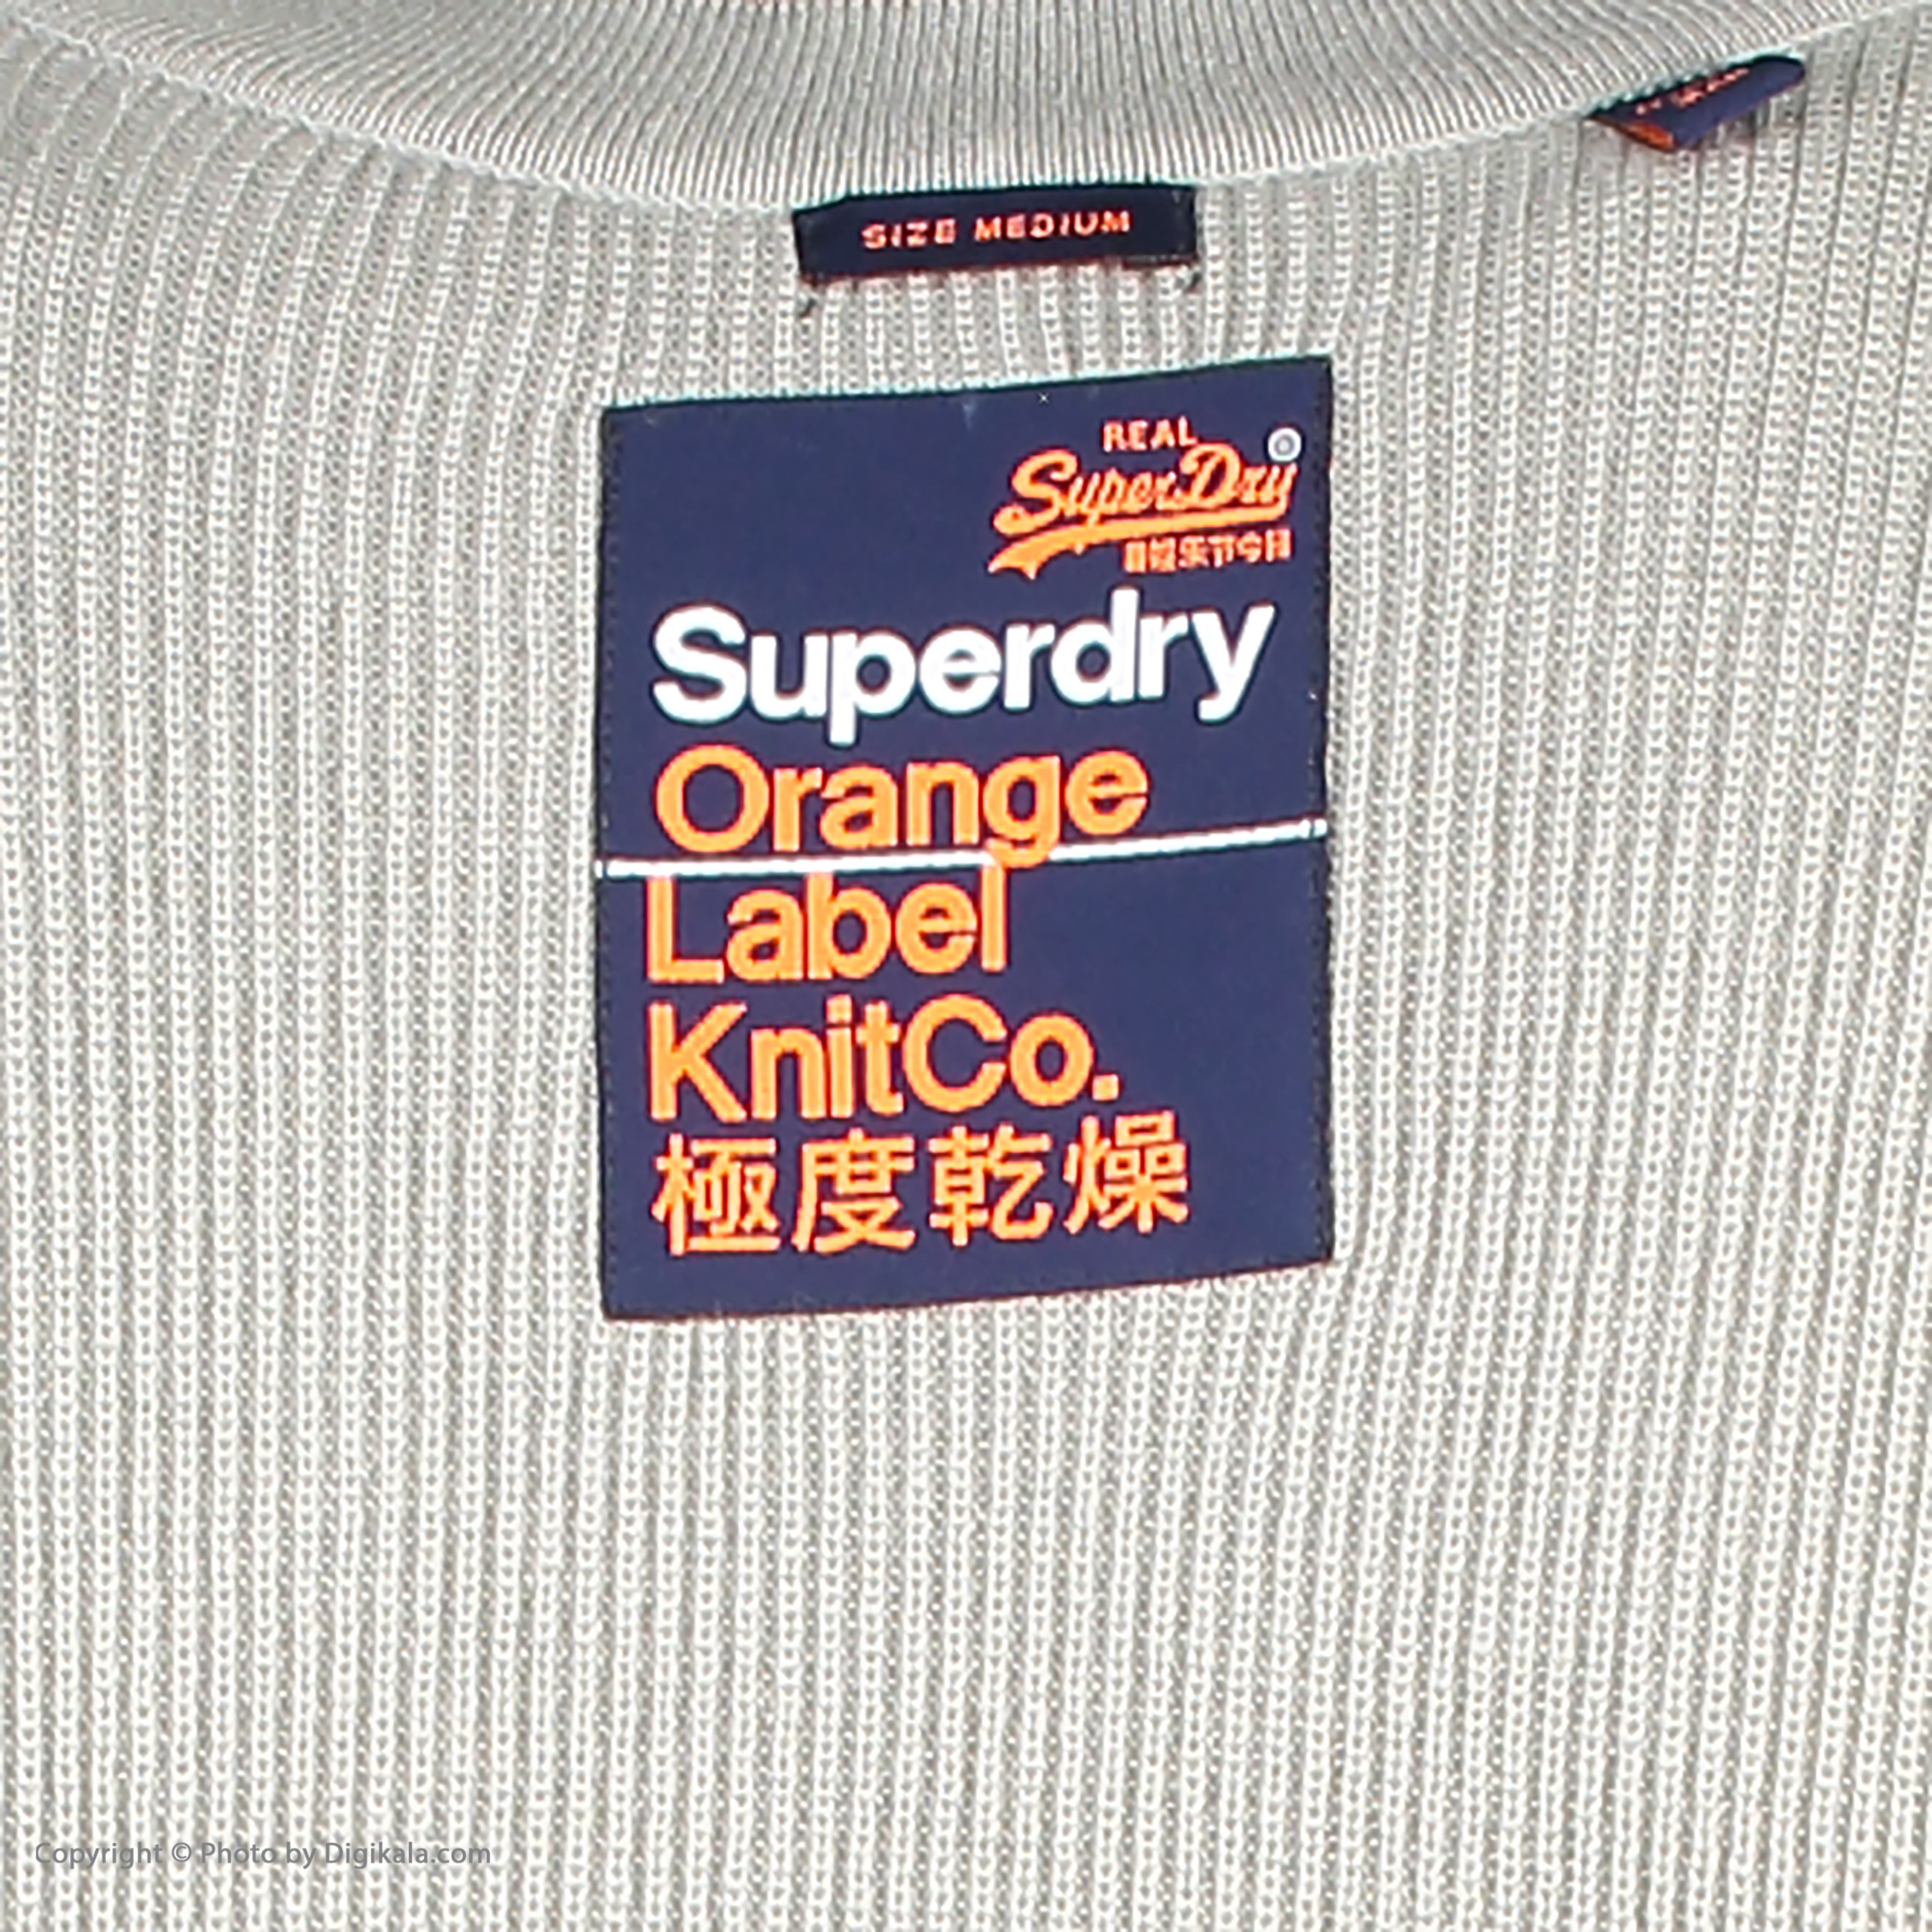 SIZE MEDIUM
REAL
SuperDry
®
Superdry
Orange
Label
KnitCo.
極度乾燥
Copyright © Photo by Digikala.com